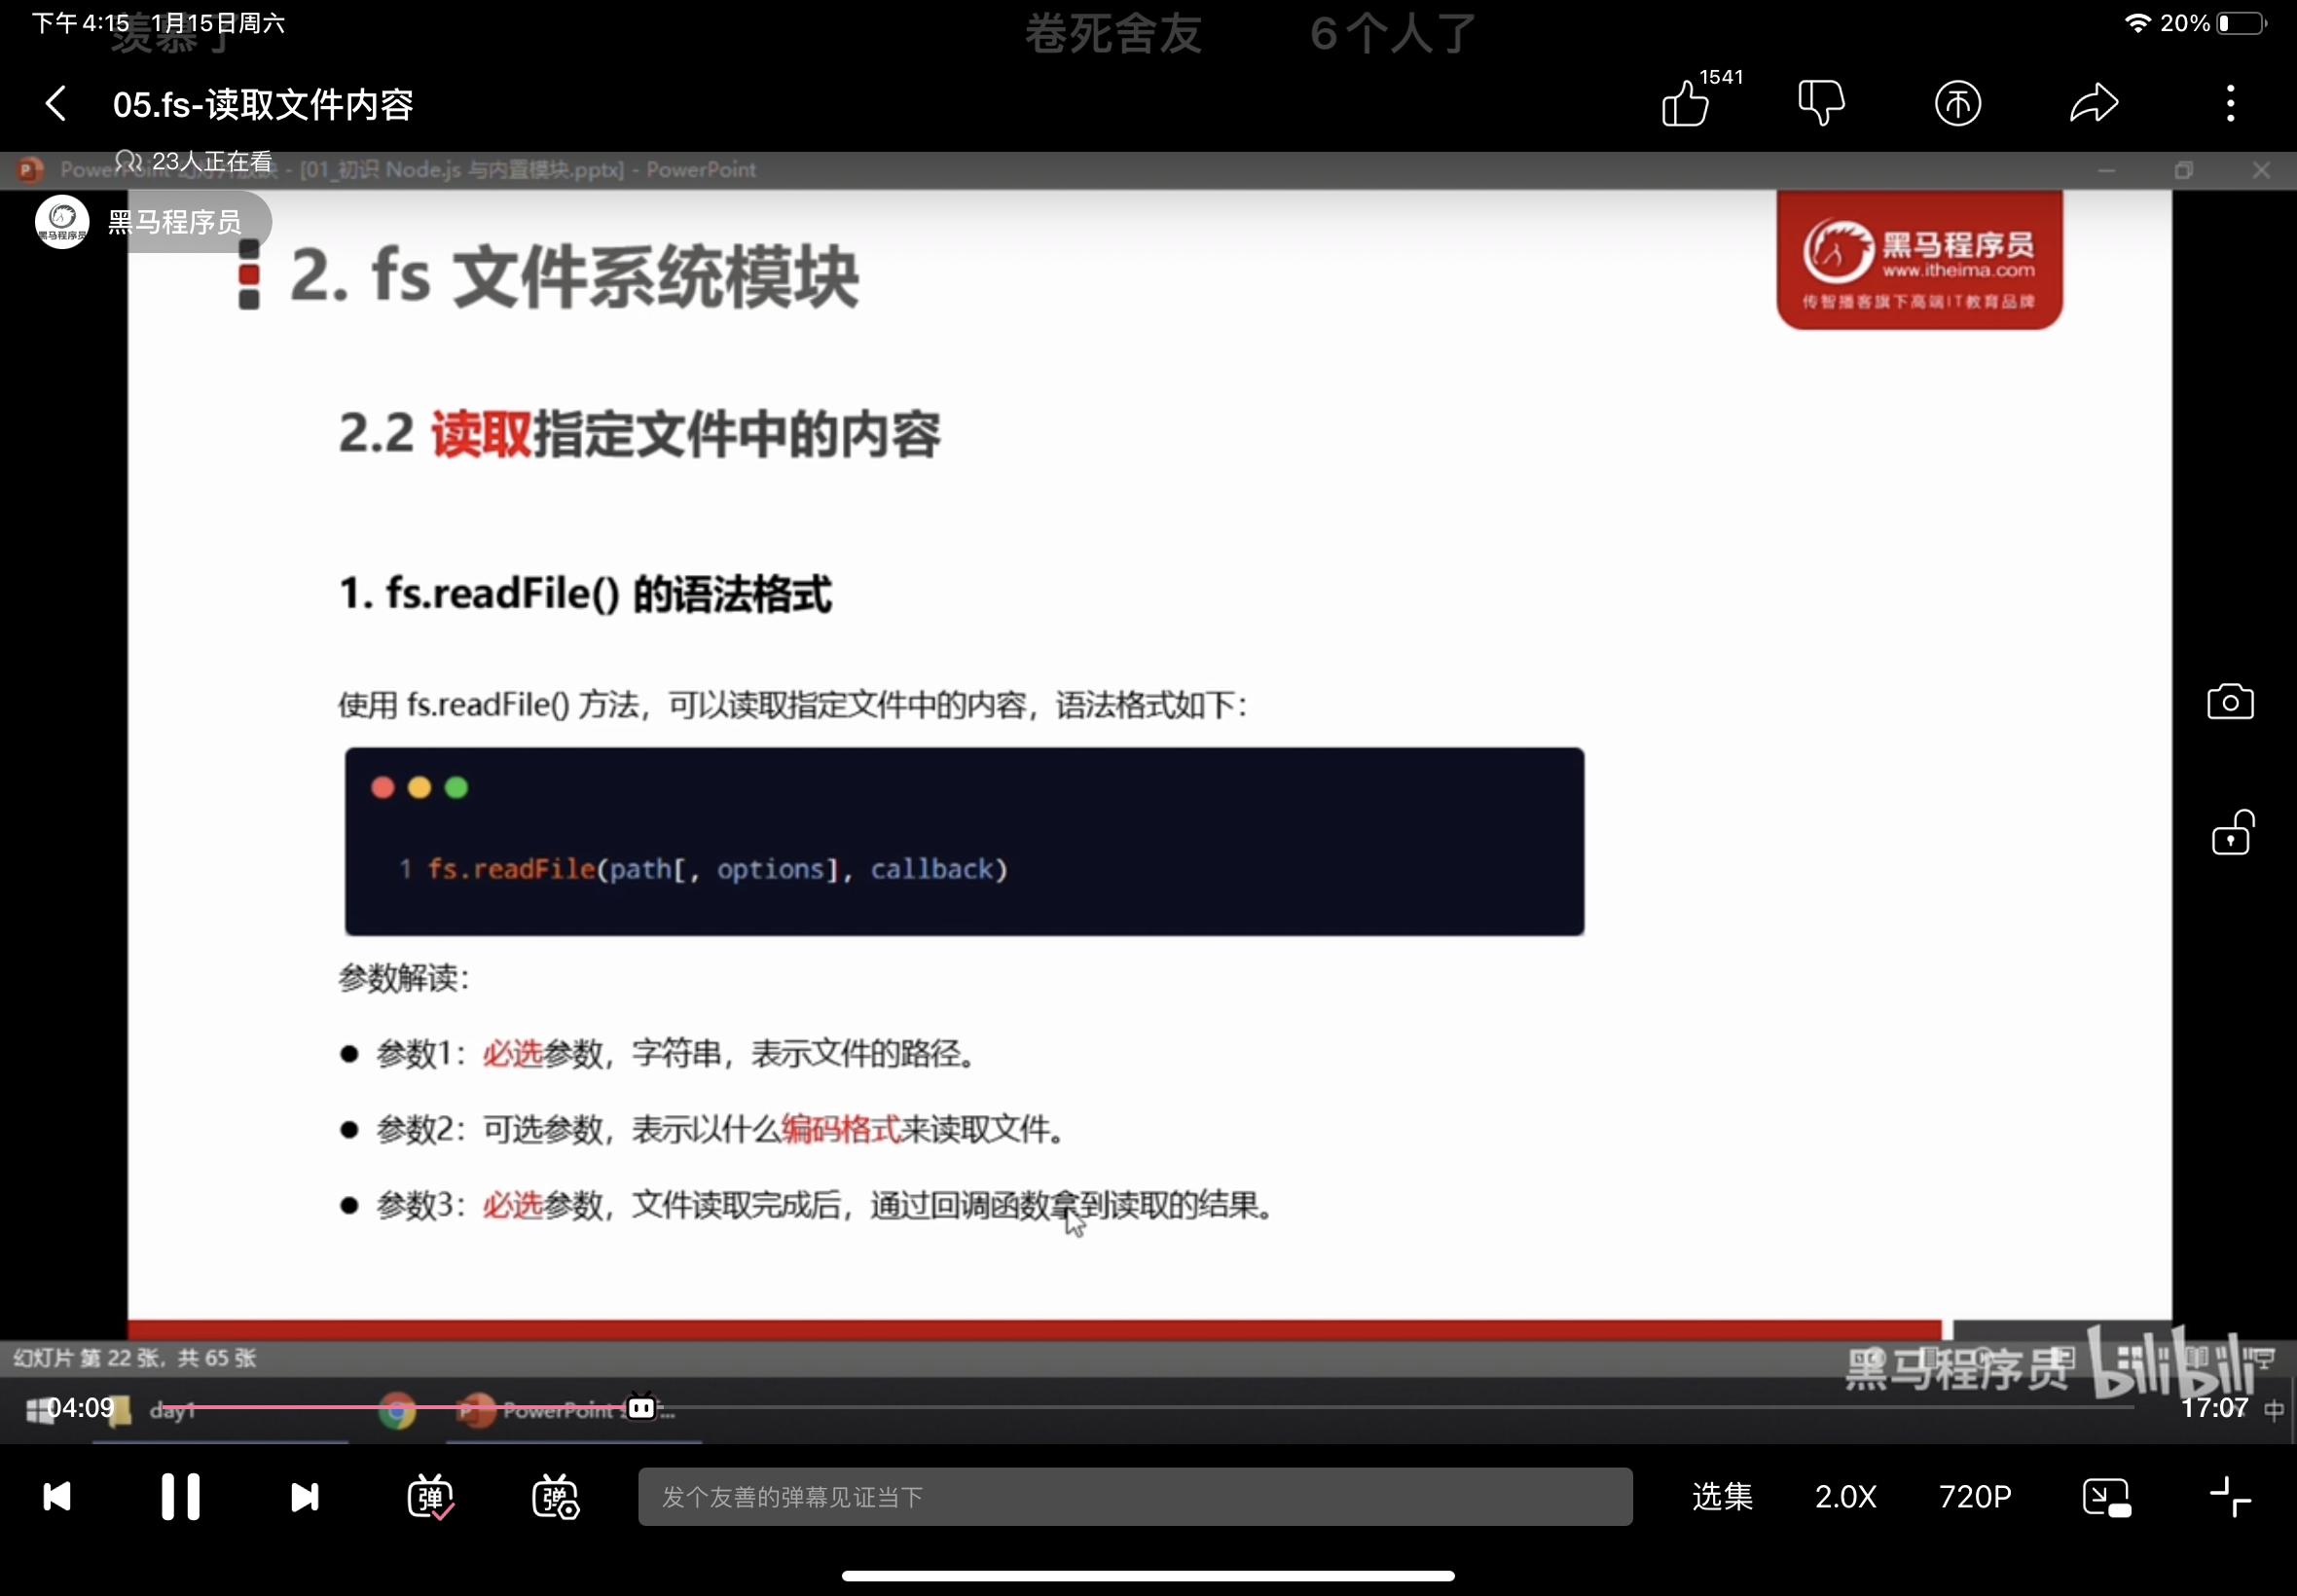 下午4:15 1月15日周六
羡慕了
卷死舍友
6个人了
20%
05.fs-读取文件内容
1541
23人正在看
- [01_初识 Node.js 与内置模块.pptx] - PowerPoint
黑马程序员
黑马程序员
2. fs 文件系统模块
黑马程序员
www.itheima.com
传智播客旗下高端IT教育品牌
2.2 读取指定文件中的内容
1. fs.readFile() 的语法格式
使用 fs.readFile() 方法，可以读取指定文件中的内容，语法格式如下：
1 fs.readFile(path[, options], callback)
参数解读：
● 参数1：必选参数，字符串，表示文件的路径。
● 参数2：可选参数，表示以什么编码格式来读取文件。
● 参数3：必选参数，文件读取完成后，通过回调函数拿到读取的结果。
幻灯片 第 22 张，共 65 张
黑马程序员 bilibili
04:09
day1
PowerPoint
17:07
中
弹
弹
发个友善的弹幕见证当下
选集
2.0X
720P